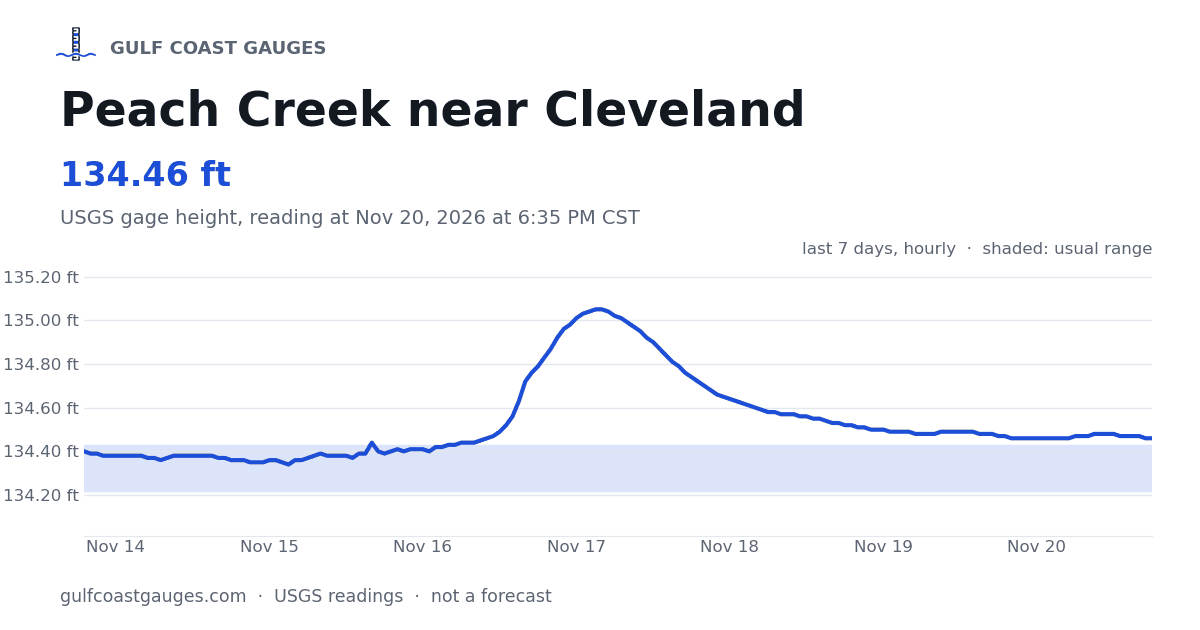 GULF COAST GAUGES
Peach Creek near Cleveland
134.46 ft
USGS gage height, reading at Nov 20, 2026 at 6:35 PM CST
last 7 days, hourly · shaded: usual range
135.20 ft
135.00 ft
134.80 ft
134.60 ft
134.40 ft
134.20 ft
Nov 14 Nov 15 Nov 16 Nov 17 Nov 18 Nov 19 Nov 20
gulfcoastgauges.com · USGS readings · not a forecast